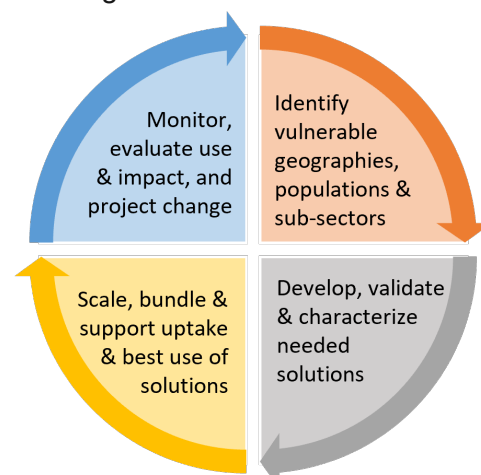 Monitor,
evaluate use
& impact, and
project change
Identify
vulnerable
geographies,
populations &
sub-sectors
Develop, validate
& characterize
needed
solutions
Scale, bundle &
support uptake
& best use of
solutions